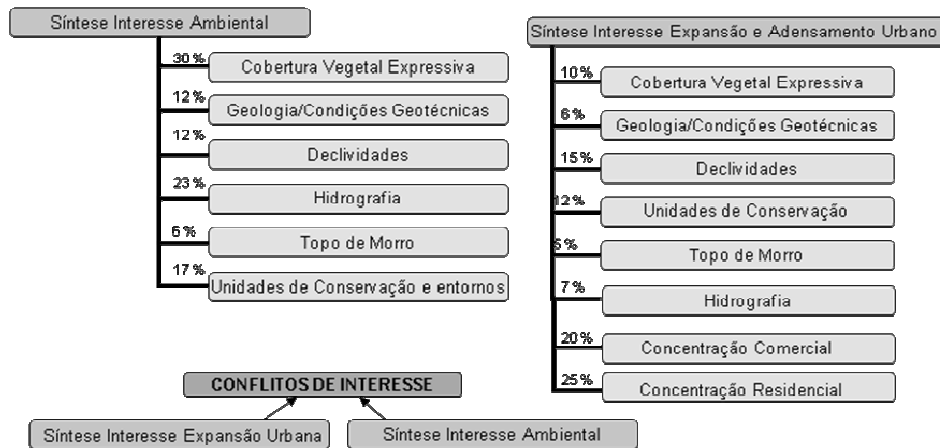 Síntese Interesse Ambiental
30%
Cobertura Vegetal Expressiva
12%
Geologia/Condições Geotécnicas
12%
Declividades
23%
Hidrografia
6%
Topo de Morro
17%
Unidades de Conservação e entornos
Síntese Interesse Expansão e Adensamento Urbano
10%
Cobertura Vegetal Expressiva
6%
Geologia/Condições Geotécnicas
15%
Declividades
12%
Unidades de Conservação
5%
Topo de Morro
7%
Hidrografia
20%
Concentração Comercial
25%
Concentração Residencial
CONFLITOS DE INTERESSE
Síntese Interesse Expansão Urbana
Síntese Interesse Ambiental